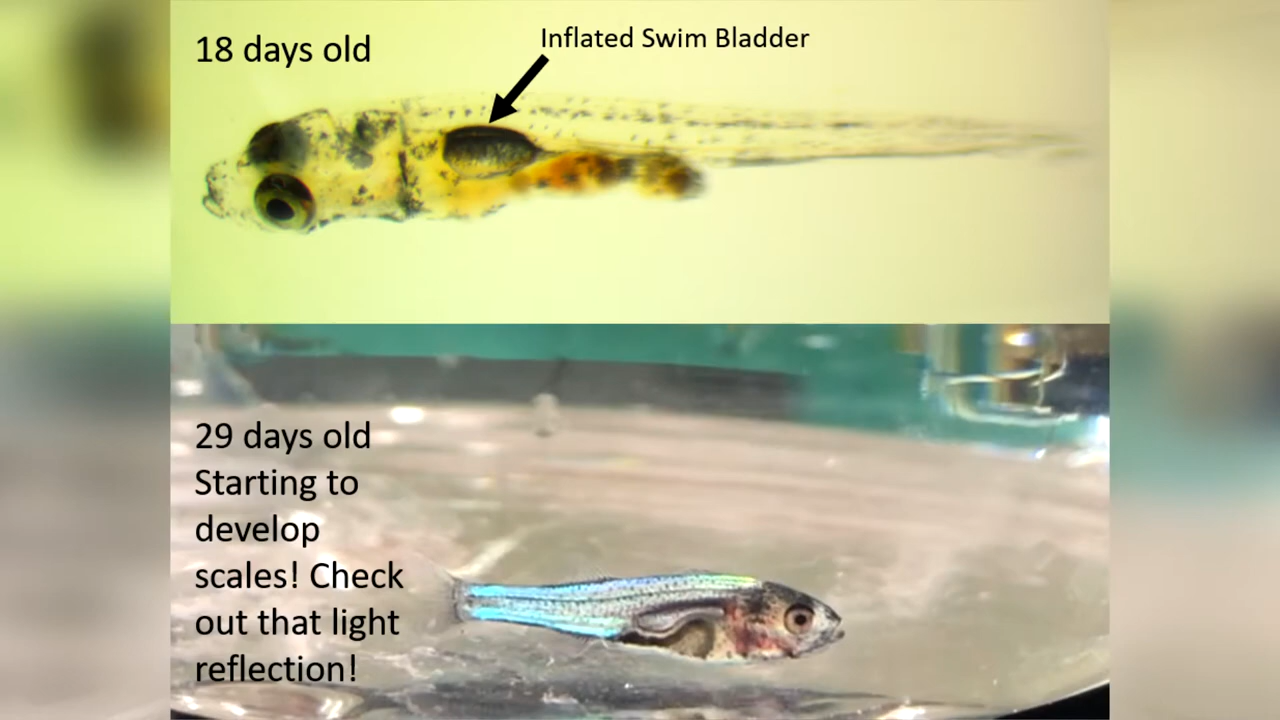 18 days old
Inflated Swim Bladder
29 days old
Starting to
develop
scales! Check
out that light
reflection!